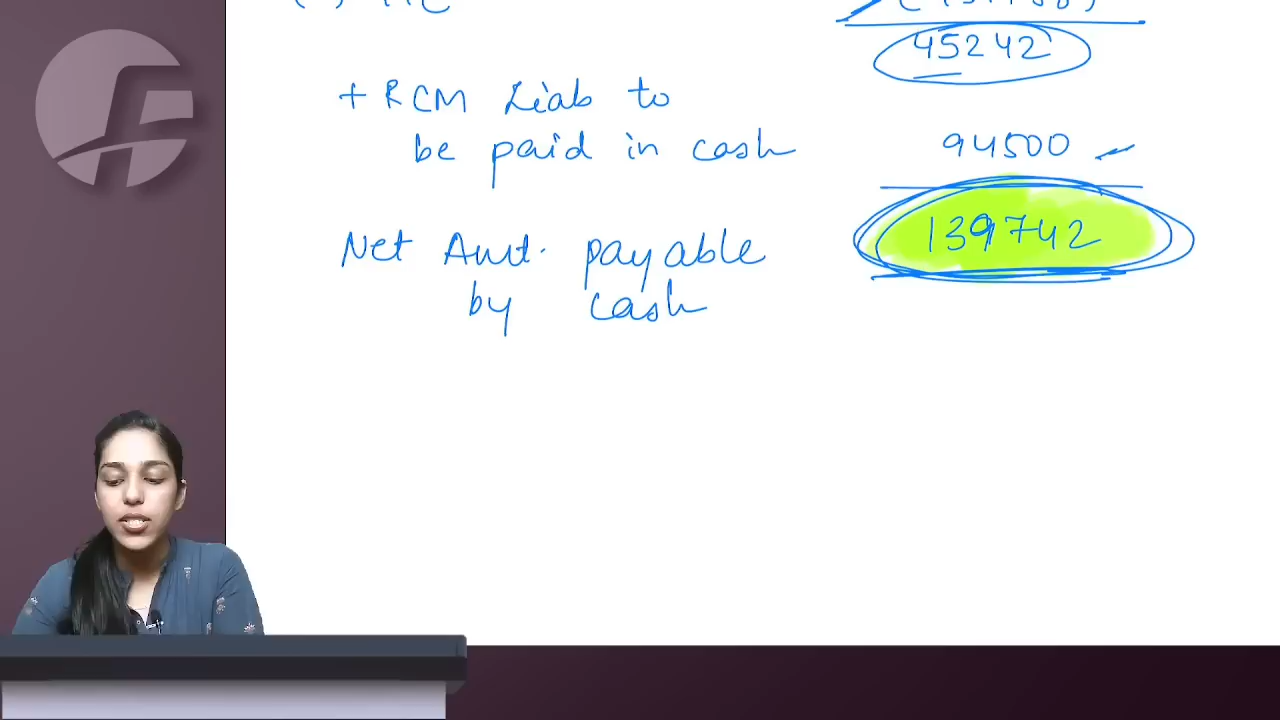 45242
+ RCM Liab to
be paid in cash 94500
Net Amt. payable 139742
by cash